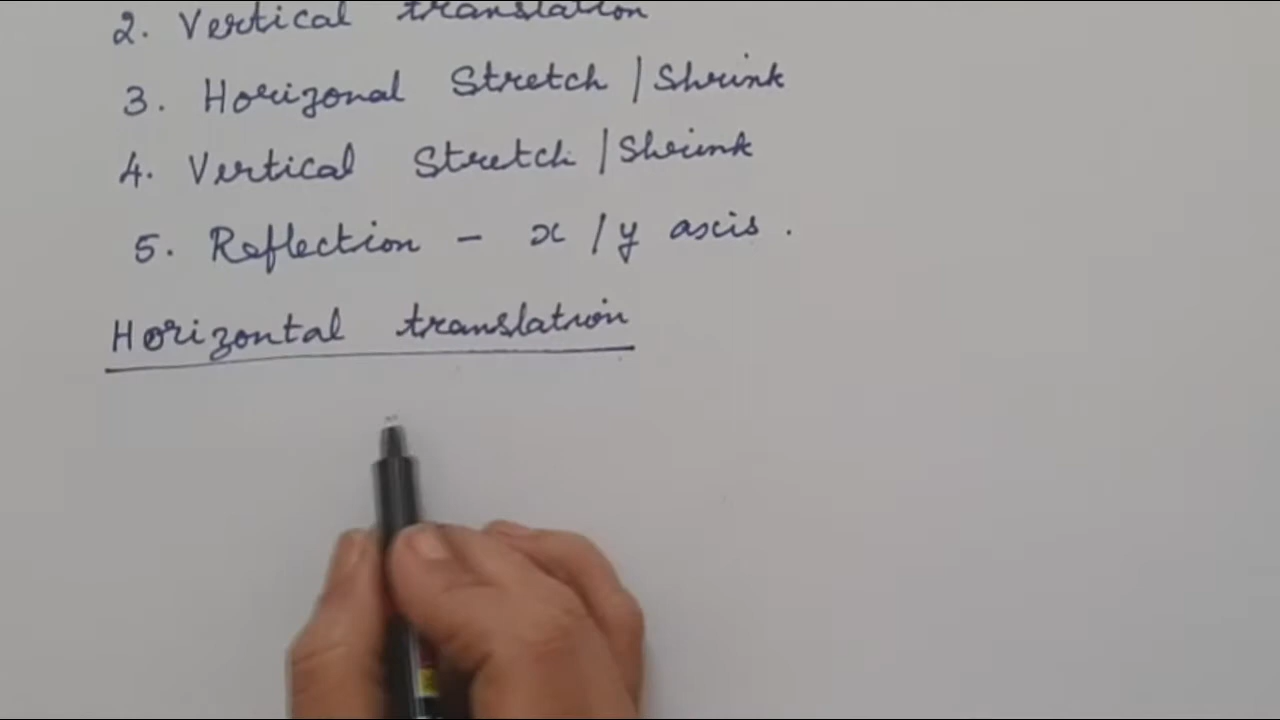 2. Vertical translation
3. Horizonal Stretch / Shrink
4. Vertical Stretch / Shrink
5. Reflection - x / y axis.
Horizontal translation